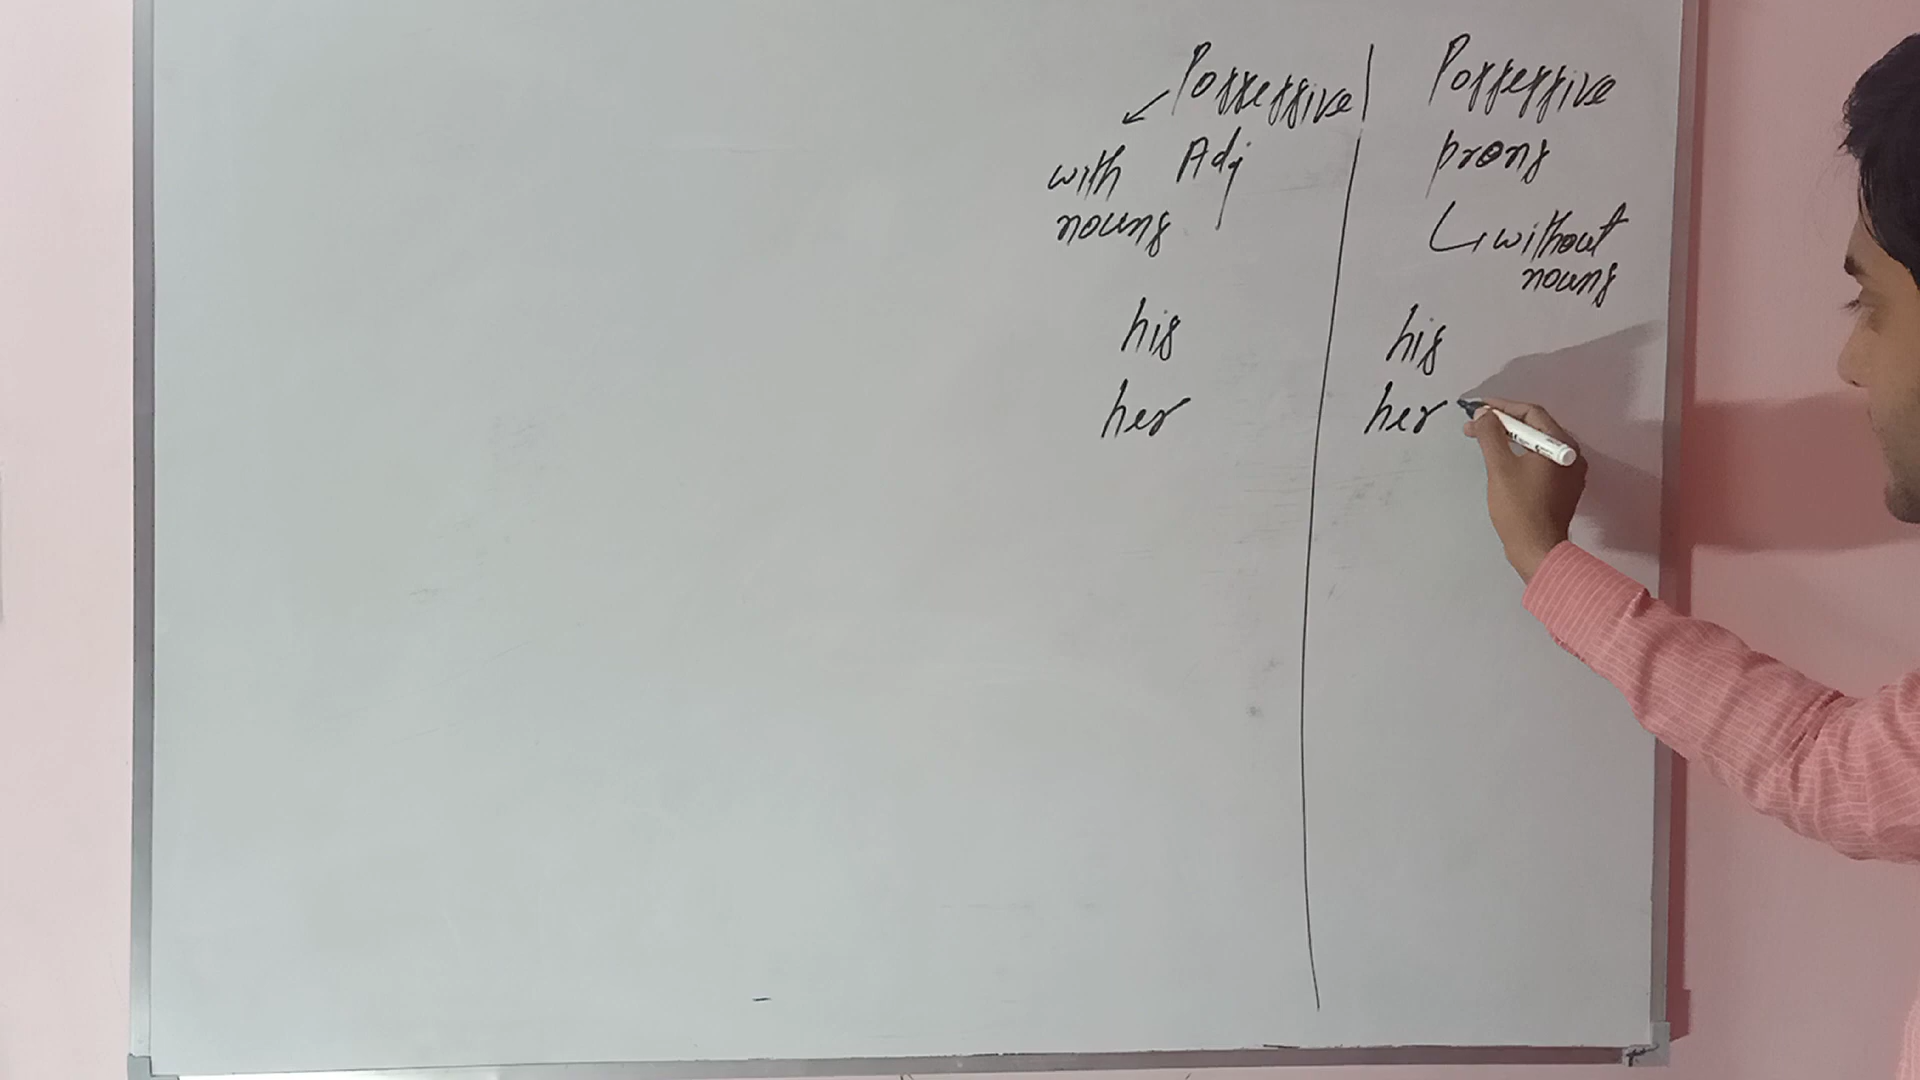 Possessive
Adj
with
nouns
his
her
Possessive
prons
without
nouns
his
her